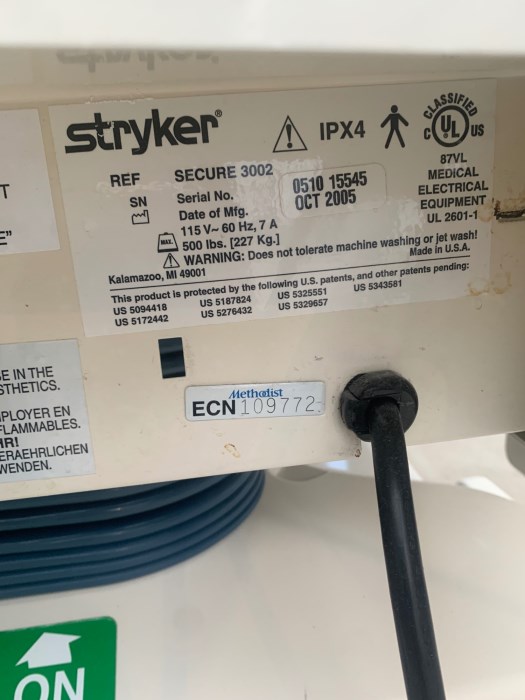 stryker®
IPX4
CLASSIFIED
C UL US
87VL
MEDICAL
ELECTRICAL
EQUIPMENT
UL 2601-1
REF SECURE 3002
SN Serial No. 0510 15545
Date of Mfg. OCT 2005
115 V~ 60 Hz, 7 A
MAX. 500 lbs. [227 Kg.]
WARNING: Does not tolerate machine washing or jet wash!
Kalamazoo, MI 49001
Made in U.S.A.
This product is protected by the following U.S. patents, and other patents pending:
US 5094418 US 5187824 US 5325551 US 5343581
US 5172442 US 5276432 US 5329657
T
E"
E IN THE
STHETICS.
PLOYER EN
FLAMMABLES.
HR!
ERAEHRLICHEN
WENDEN.
Methodist
ECN 109772
ON